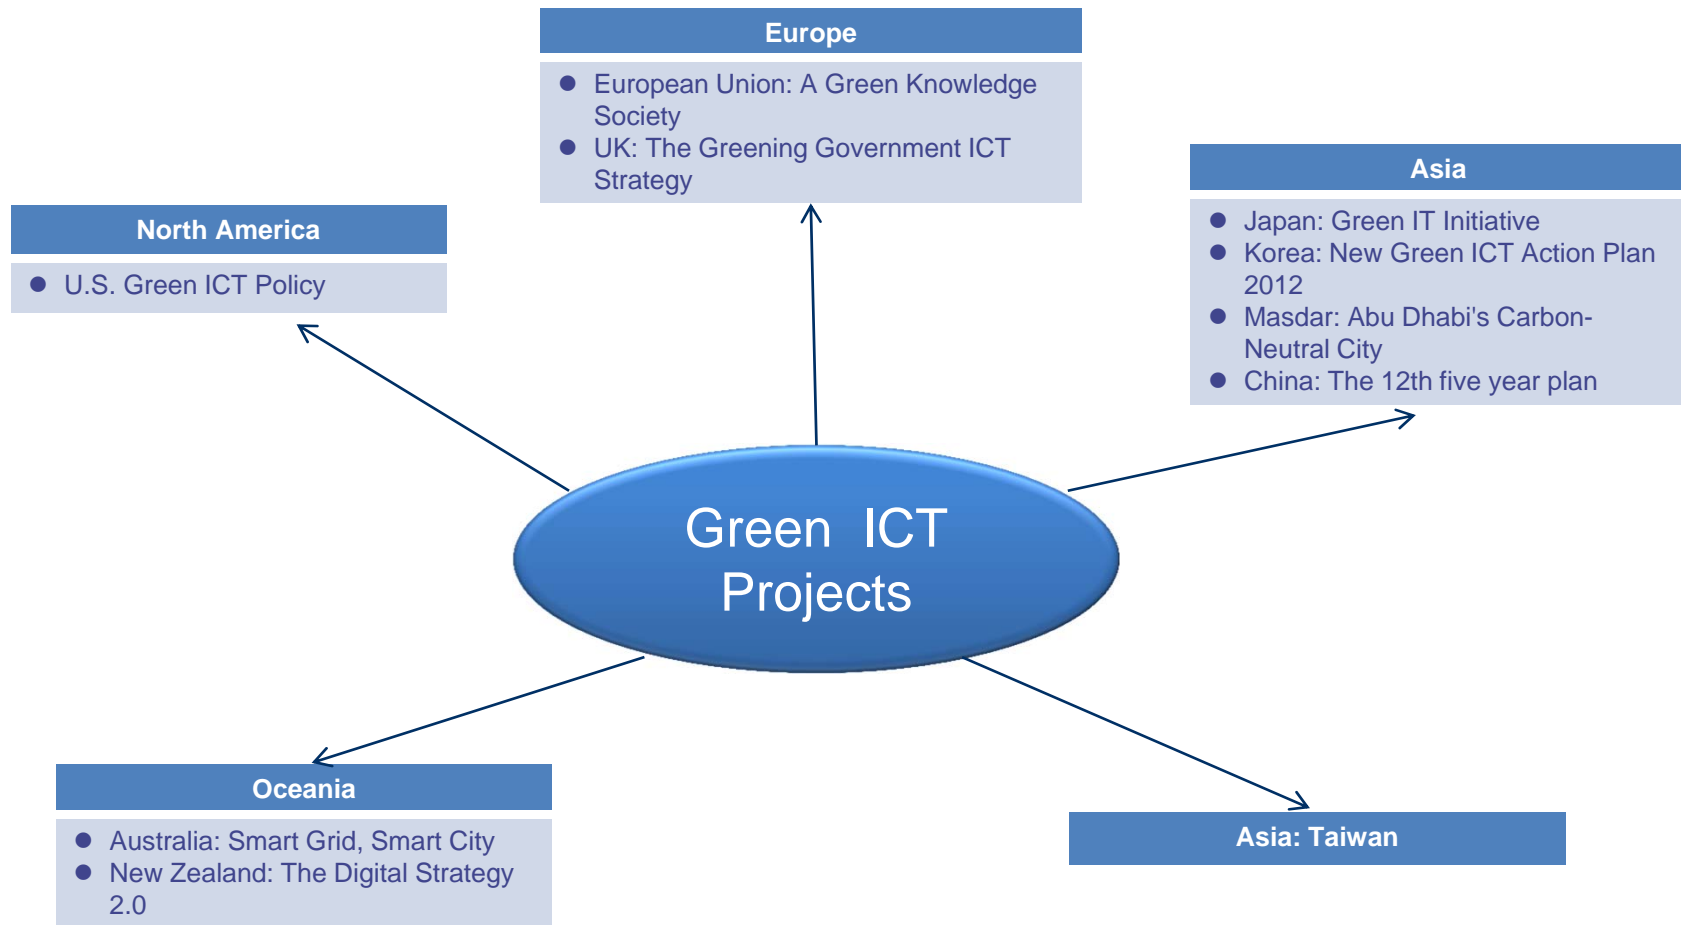 Europe
● European Union: A Green Knowledge
Society
● UK: The Greening Government ICT
Strategy
Asia
● Japan: Green IT Initiative
● Korea: New Green ICT Action Plan
2012
● Masdar: Abu Dhabi's Carbon-
Neutral City
● China: The 12th five year plan
North America
● U.S. Green ICT Policy
Green ICT
Projects
Oceania
● Australia: Smart Grid, Smart City
● New Zealand: The Digital Strategy
2.0
Asia: Taiwan